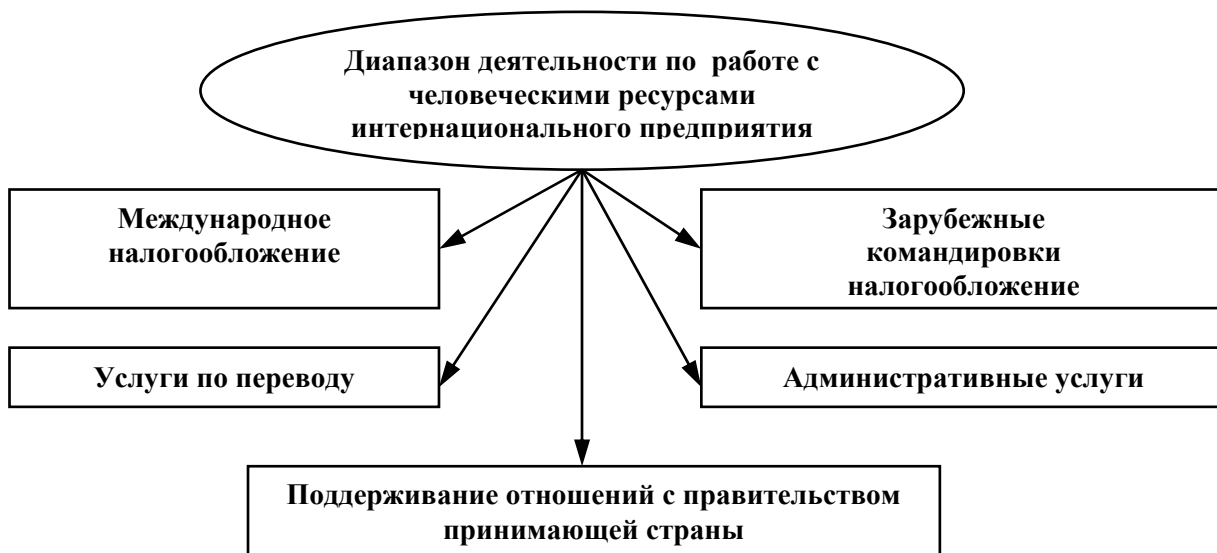 Диапазон деятельности по работе с
человеческими ресурсами
интернационального предприятия
Международное
налогообложение
Зарубежные
командировки
налогообложение
Услуги по переводу
Административные услуги
Поддерживание отношений с правительством
принимающей страны